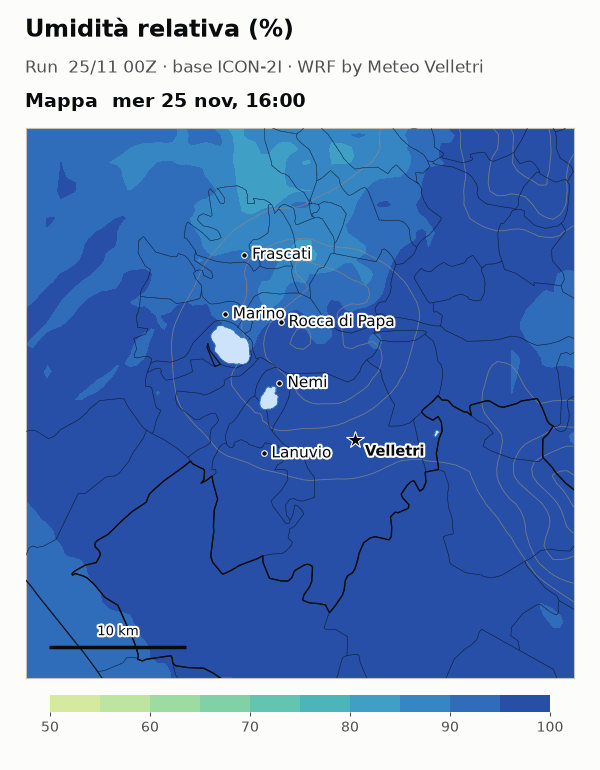 Umidità relativa (%)
Run  25/11 00Z · base ICON-2I · WRF by Meteo Velletri
Mappa  mer 25 nov, 16:00
Frascati
Marino
Rocca di Papa
Nemi
Velletri
Lanuvio
10 km
50 60 70 80 90 100